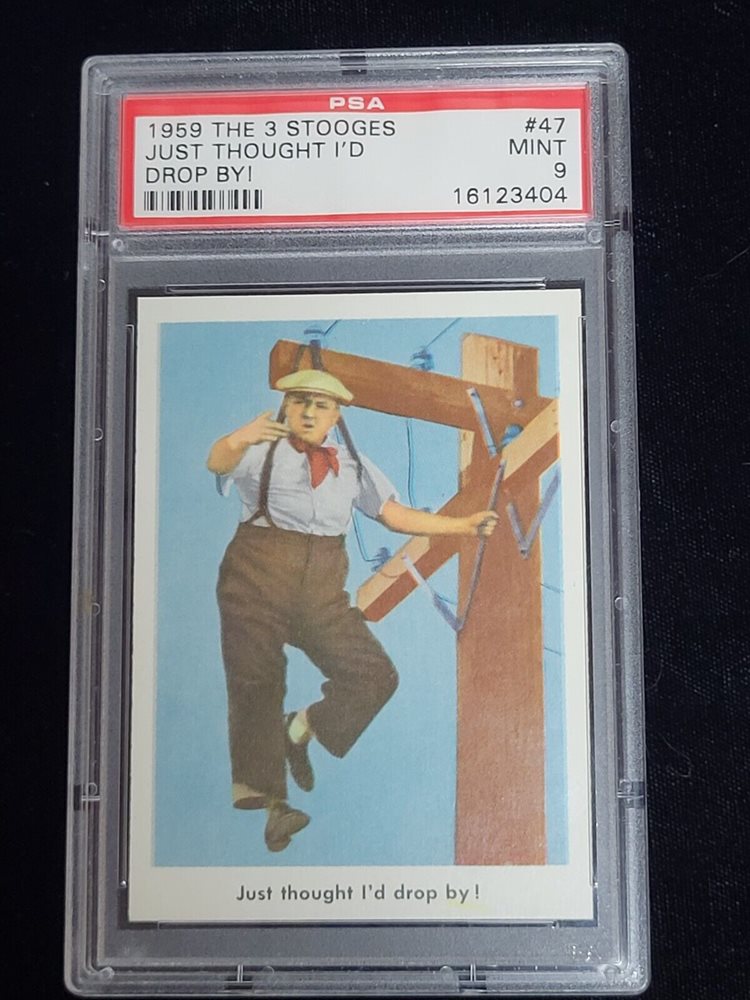 PSA
1959 THE 3 STOOGES #47
JUST THOUGHT I'D MINT
DROP BY! 9
16123404
Just thought I'd drop by!